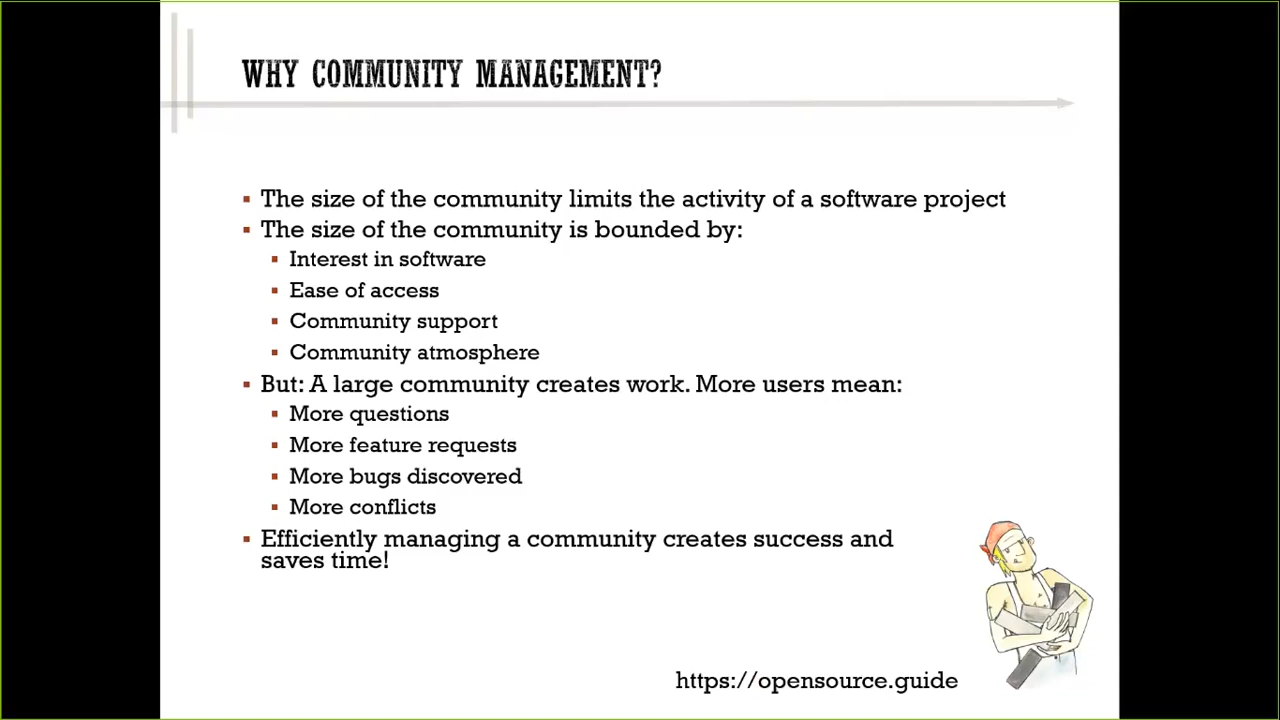 WHY COMMUNITY MANAGEMENT?
▪ The size of the community limits the activity of a software project
▪ The size of the community is bounded by:
▪ Interest in software
▪ Ease of access
▪ Community support
▪ Community atmosphere
▪ But: A large community creates work. More users mean:
▪ More questions
▪ More feature requests
▪ More bugs discovered
▪ More conflicts
▪ Efficiently managing a community creates success and
saves time!
https://opensource.guide